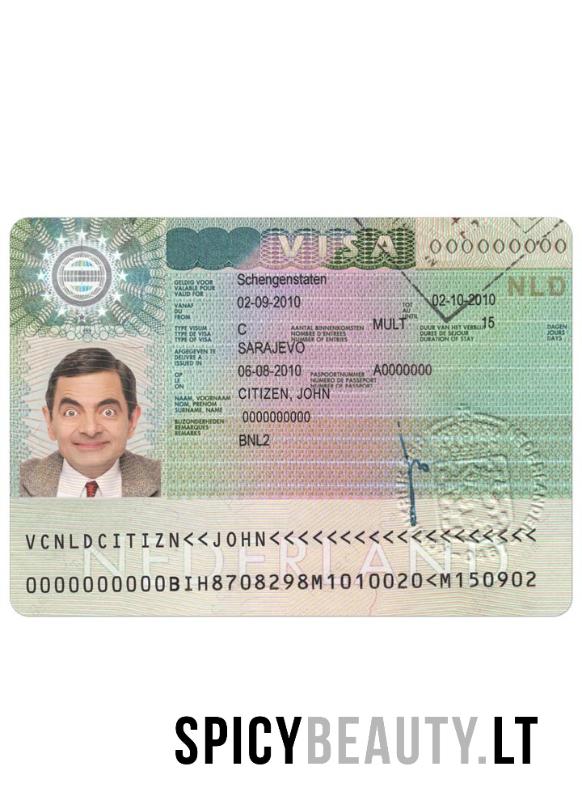 VISA
000000000
NLD
GELDIG VOOR
VALABLE POUR
VALID FOR
Schengenstaten
VANAF
DU
FROM
02-09-2010
TOT
02-10-2010
TYPE VISUM
TYPE DE VISA
TYPE OF VISA
C
AANTAL BINNENKOMSTEN
NOMBRE D'ENTREES
NUMBER OF ENTRIES
MULT
DUUR VAN HET VERBLIJF
DUREE DE SEJOUR
DURATION OF STAY
15
DAGEN
JOURS
DAYS
AFGEGEVEN TE
ISSUED IN
SARAJEVO
OP
LE
ON
06-08-2010
PASPOORTNUMMER
NUMERO DE PASSEPORT
NUMBER OF PASSPORT
A0000000
NAAM, VOORNAAM
NOM, PRENOM
SURNAME, NAME
CITIZEN, JOHN
0000000000
BIJZONDERHEDEN
REMARQUES
REMARKS
BNL2
NEDERLAND
VCNLDCITIZN<<JOHN<<<<<<<<<<<<<<<<<<<
0000000000BIH8708298M1010020<M150902
SPICYBEAUTY.LT